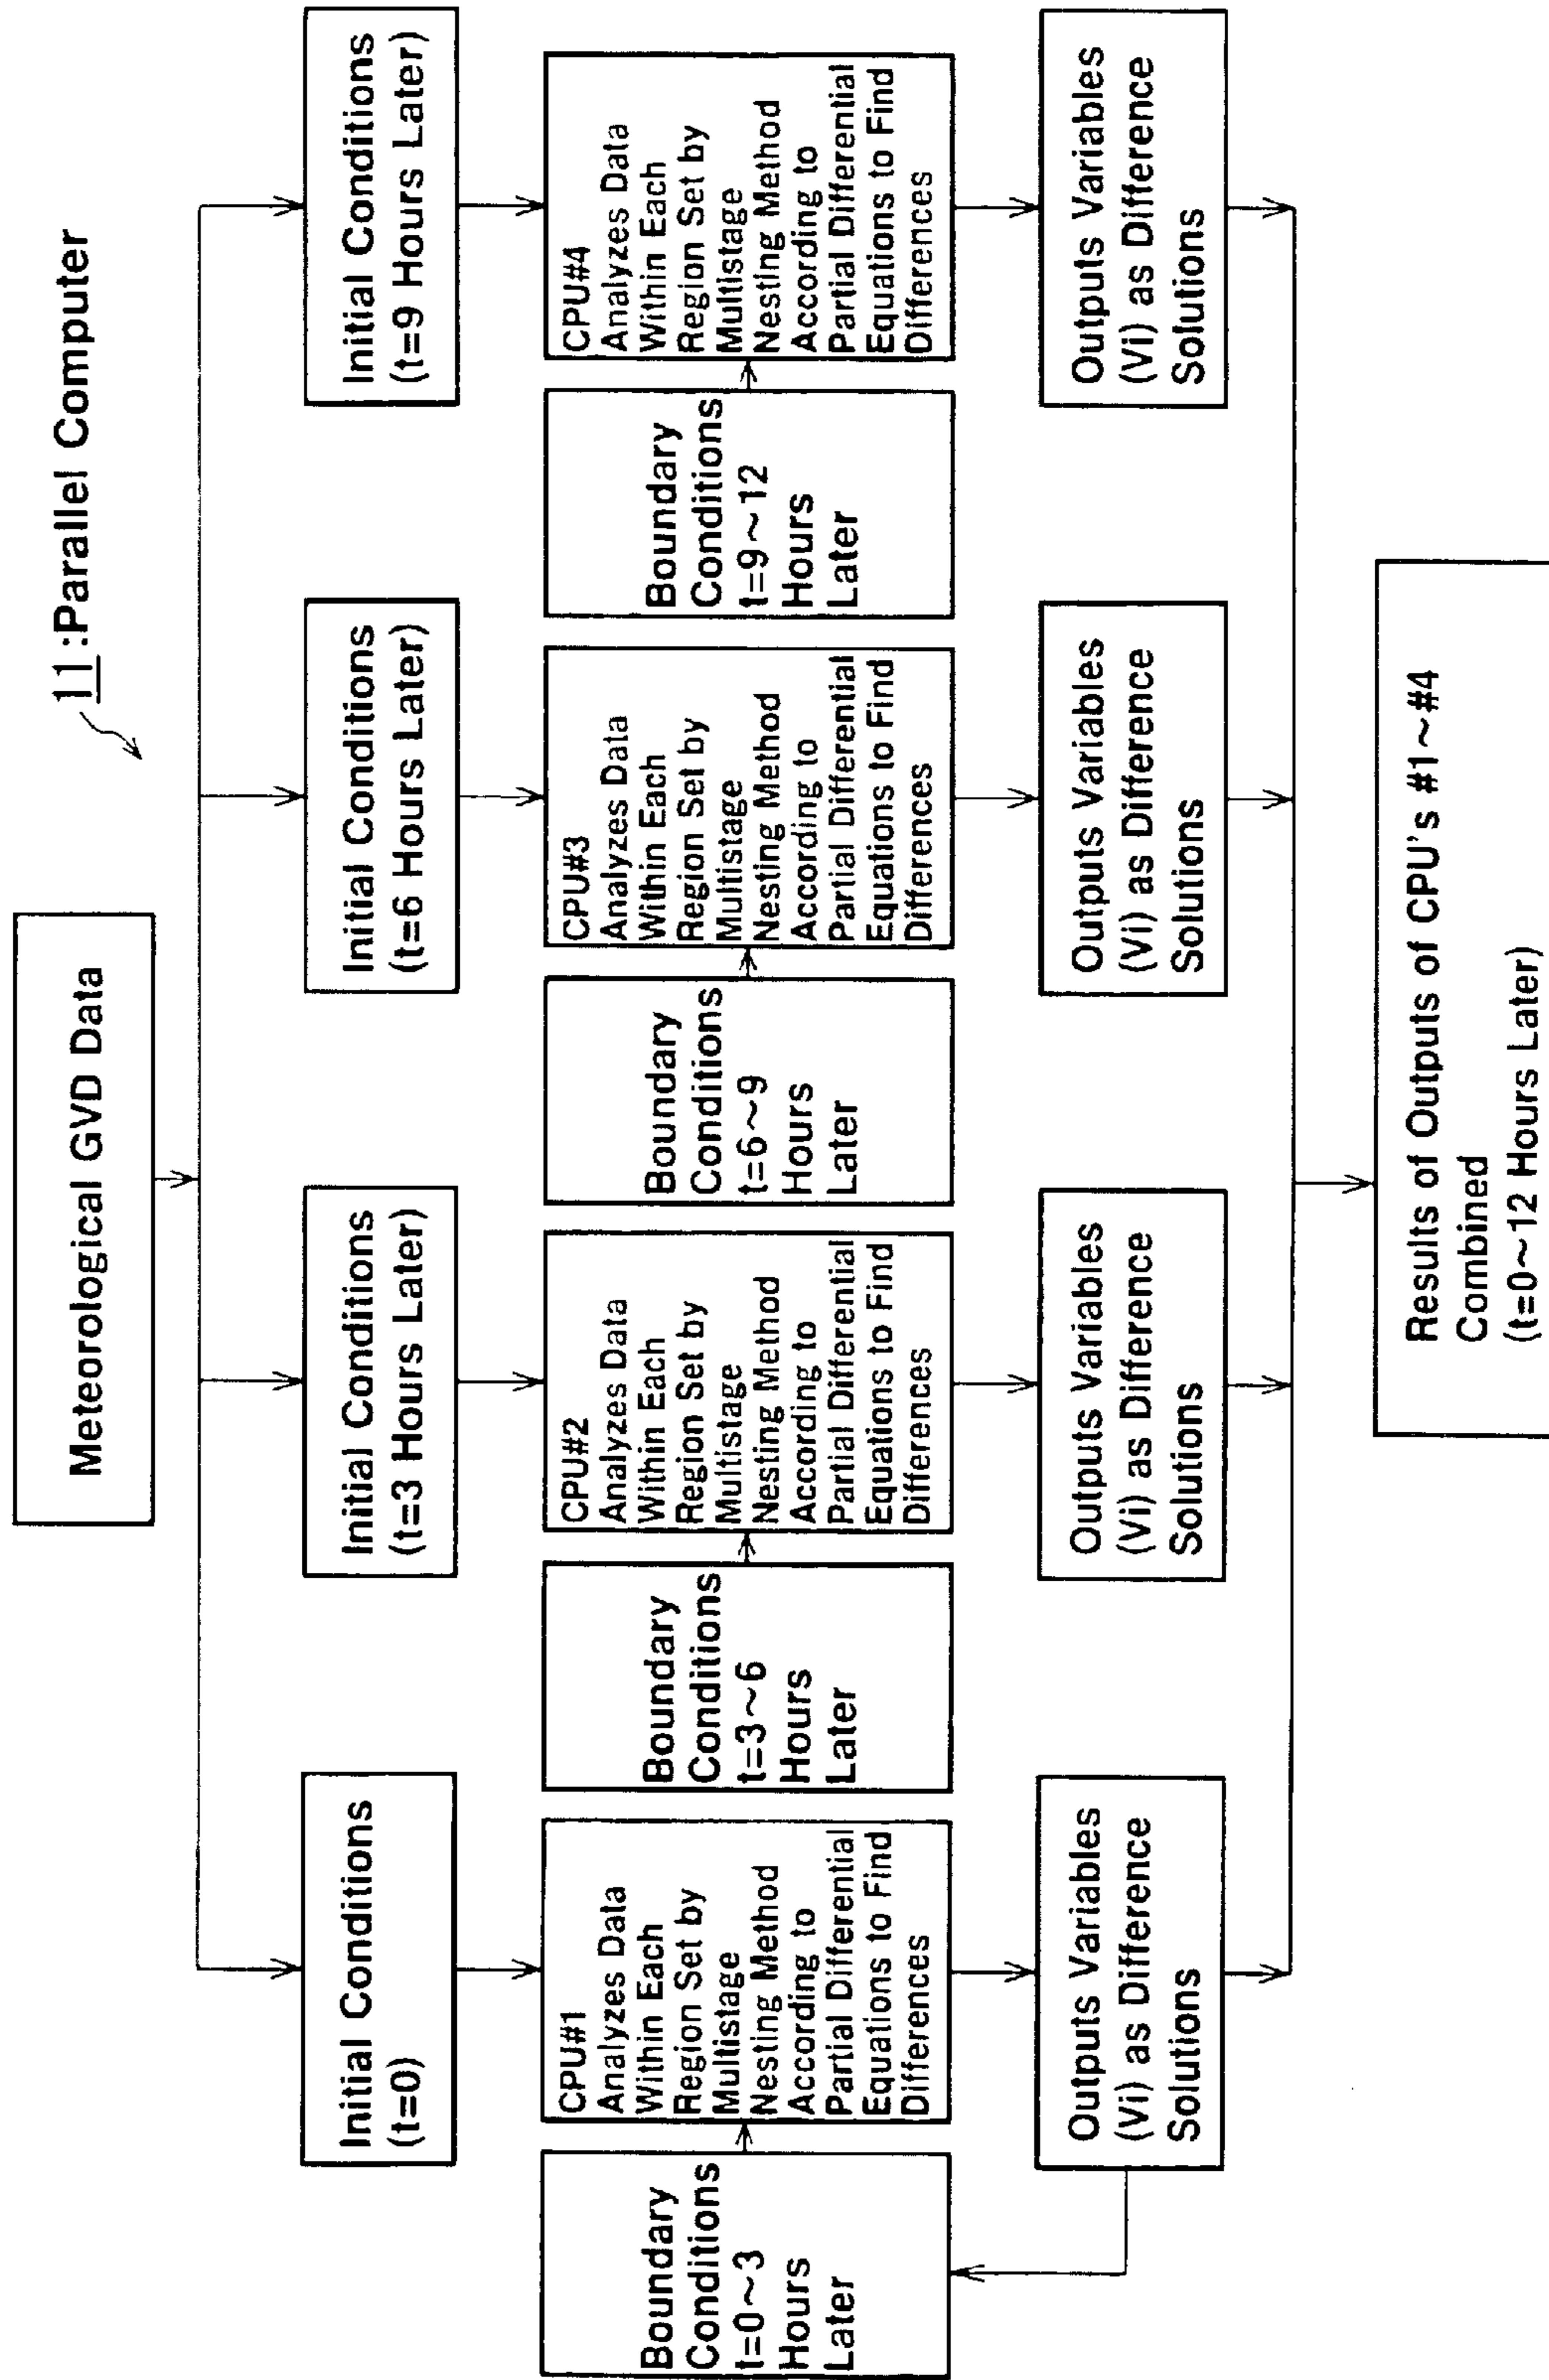 11:Parallel Computer
Meteorological GVD Data
Initial Conditions
(t=0)
Initial Conditions
(t=3 Hours Later)
Initial Conditions
(t=6 Hours Later)
Initial Conditions
(t=9 Hours Later)
Boundary
Conditions
t=0~3
Hours
Later
CPU#1
Analyzes Data
Within Each
Region Set by
Multistage
Nesting Method
According to
Partial Differential
Equations to Find
Differences
Boundary
Conditions
t=3~6
Hours
Later
CPU#2
Analyzes Data
Within Each
Region Set by
Multistage
Nesting Method
According to
Partial Differential
Equations to Find
Differences
Boundary
Conditions
t=6~9
Hours
Later
CPU#3
Analyzes Data
Within Each
Region Set by
Multistage
Nesting Method
According to
Partial Differential
Equations to Find
Differences
Boundary
Conditions
t=9~12
Hours
Later
CPU#4
Analyzes Data
Within Each
Region Set by
Multistage
Nesting Method
According to
Partial Differential
Equations to Find
Differences
Outputs Variables
(Vi) as Difference
Solutions
Outputs Variables
(Vi) as Difference
Solutions
Outputs Variables
(Vi) as Difference
Solutions
Outputs Variables
(Vi) as Difference
Solutions
Results of Outputs of CPU's #1~#4
Combined
(t=0~12 Hours Later)